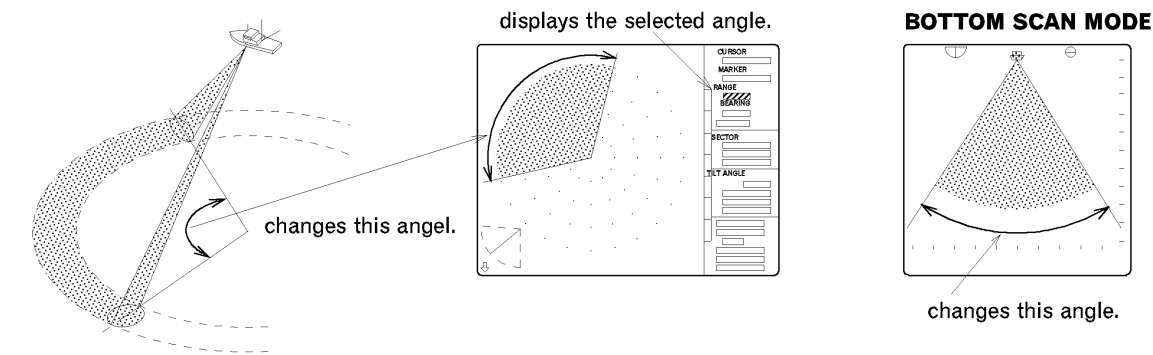 displays the selected angle.
BOTTOM SCAN MODE
CURSOR
MARKER
RANGE
BEARING
SECTOR
TILT ANGLE
changes this angel.
changes this angle.